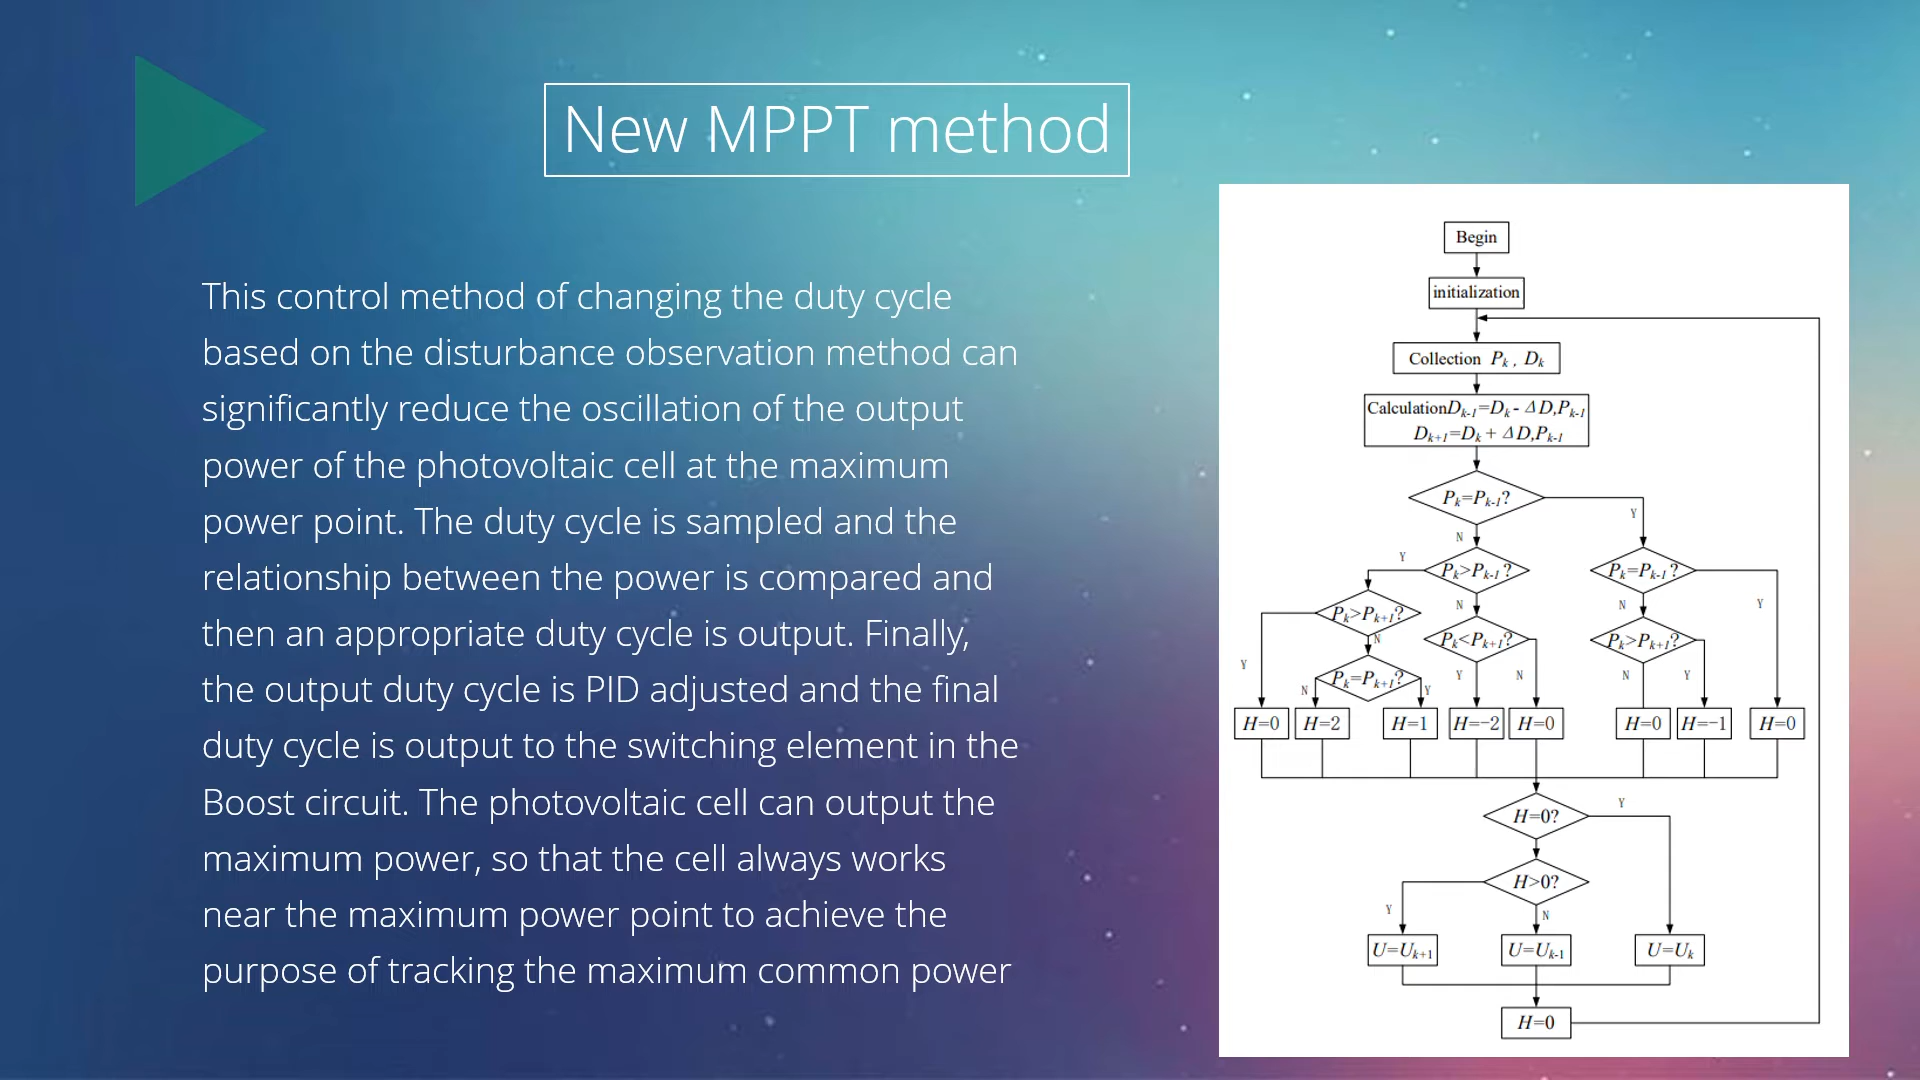 New MPPT method
This control method of changing the duty cycle
based on the disturbance observation method can
significantly reduce the oscillation of the output
power of the photovoltaic cell at the maximum
power point. The duty cycle is sampled and the
relationship between the power is compared and
then an appropriate duty cycle is output. Finally,
the output duty cycle is PID adjusted and the final
duty cycle is output to the switching element in the
Boost circuit. The photovoltaic cell can output the
maximum power, so that the cell always works
near the maximum power point to achieve the
purpose of tracking the maximum common power
Begin
initialization
Collection Pk , Dk
CalculationDk-1=Dk- ΔD,Pk-1
Dk+1=Dk+ ΔD,Pk-1
Pk=Pk-1?
Y
N
Y
Pk>Pk-1?
Pk=Pk-1?
N
N
Y
Pk>Pk+1?
N
Pk<Pk+1?
Pk>Pk+1?
Y
Pk=Pk+1?
N
Y
Y
N
N
Y
H=0
H=2
H=1
H=-2
H=0
H=0
H=-1
H=0
H=0?
Y
H>0?
Y
N
U=Uk+1
U=Uk-1
U=Uk
H=0